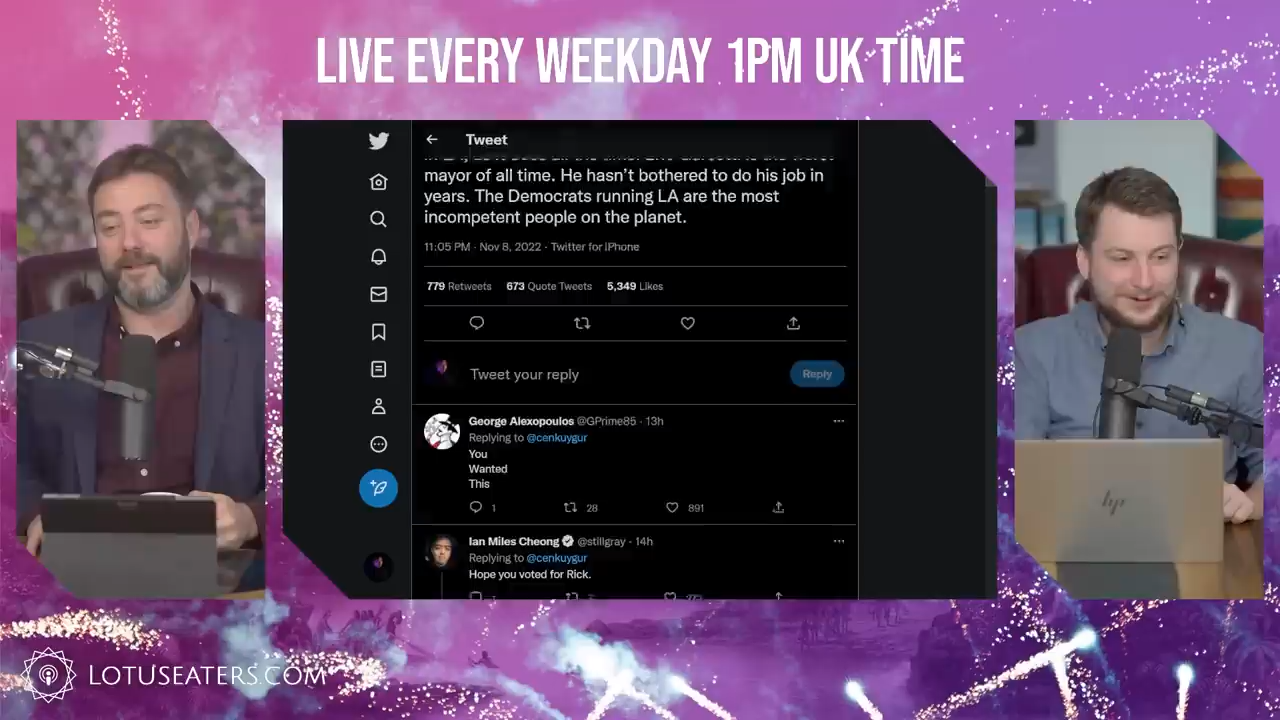 LIVE EVERY WEEKDAY 1PM UK TIME
Tweet
mayor of all time. He hasn't bothered to do his job in
years. The Democrats running LA are the most
incompetent people on the planet.
11:05 PM · Nov 8, 2022 · Twitter for iPhone
779 Retweets 673 Quote Tweets 5,349 Likes
Tweet your reply
Reply
George Alexopoulos @GPrime85 · 13h
Replying to @cenkuygur
You
Wanted
This
1 28 891
Ian Miles Cheong @stillgray · 14h
Replying to @cenkuygur
Hope you voted for Rick.
hp
LOTUSEATERS.COM